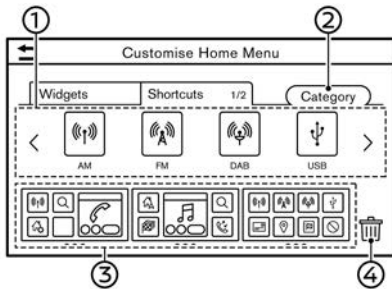 ① ②
Customise Home Menu
Widgets Shortcuts 1/2 Category
AM FM DAB USB
③ ④